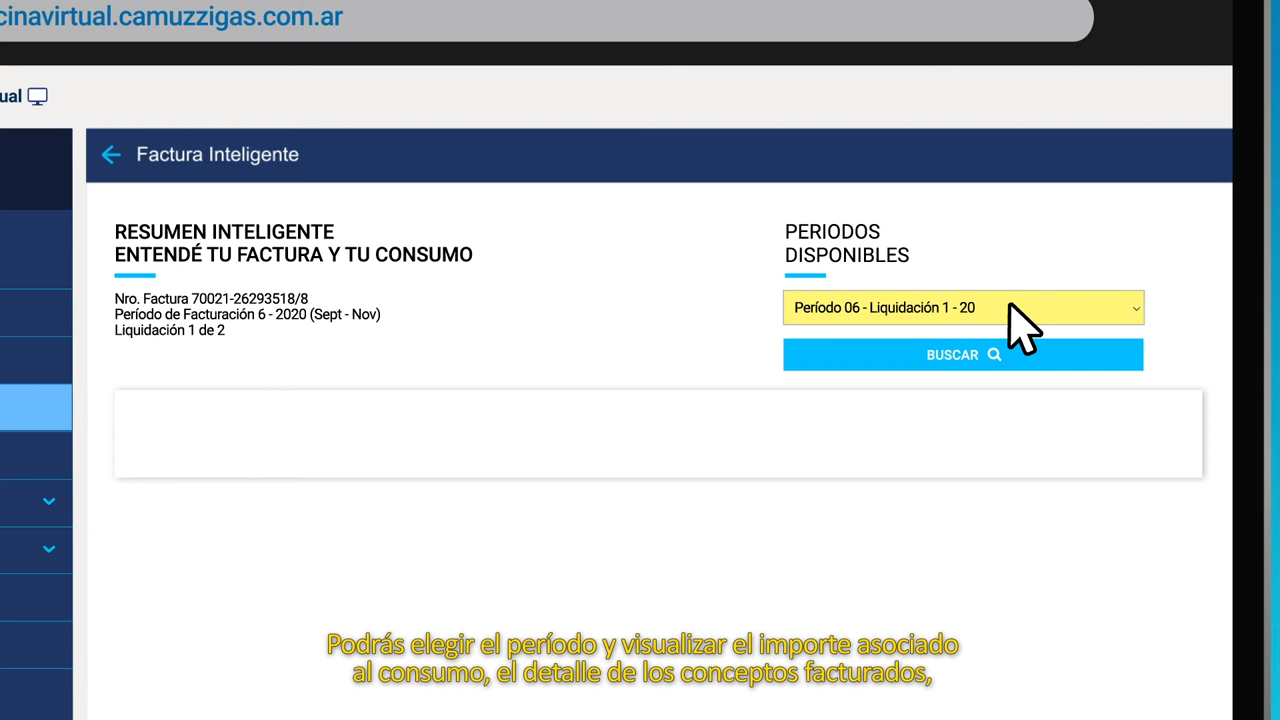 cinavirtual.camuzzigas.com.ar
ual
Factura Inteligente
RESUMEN INTELIGENTE
ENTENDÉ TU FACTURA Y TU CONSUMO
Nro. Factura 70021-26293518/8
Período de Facturación 6 - 2020 (Sept - Nov)
Liquidación 1 de 2
PERIODOS
DISPONIBLES
Período 06 - Liquidación 1 - 20
BUSCAR
Podrás elegir el período y visualizar el importe asociado
al consumo, el detalle de los conceptos facturados,